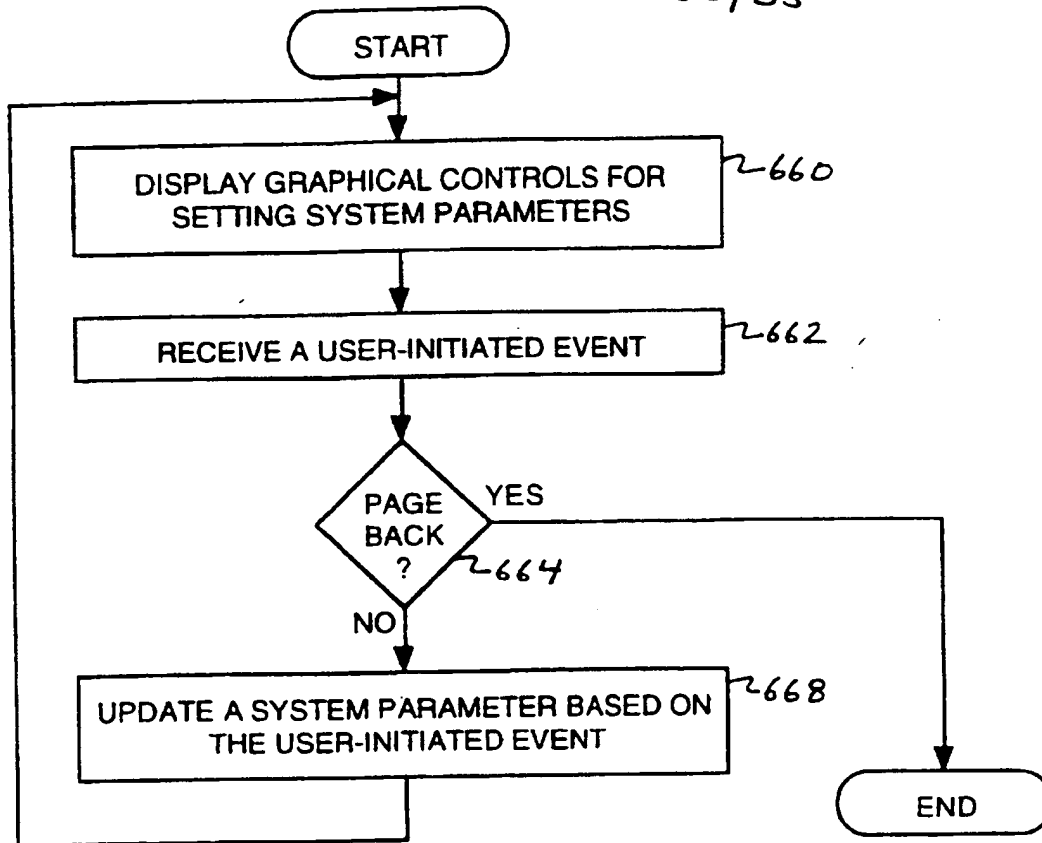 START
DISPLAY GRAPHICAL CONTROLS FOR
SETTING SYSTEM PARAMETERS
660
RECEIVE A USER-INITIATED EVENT
662
PAGE
BACK
?
YES
664
NO
UPDATE A SYSTEM PARAMETER BASED ON
THE USER-INITIATED EVENT
668
END